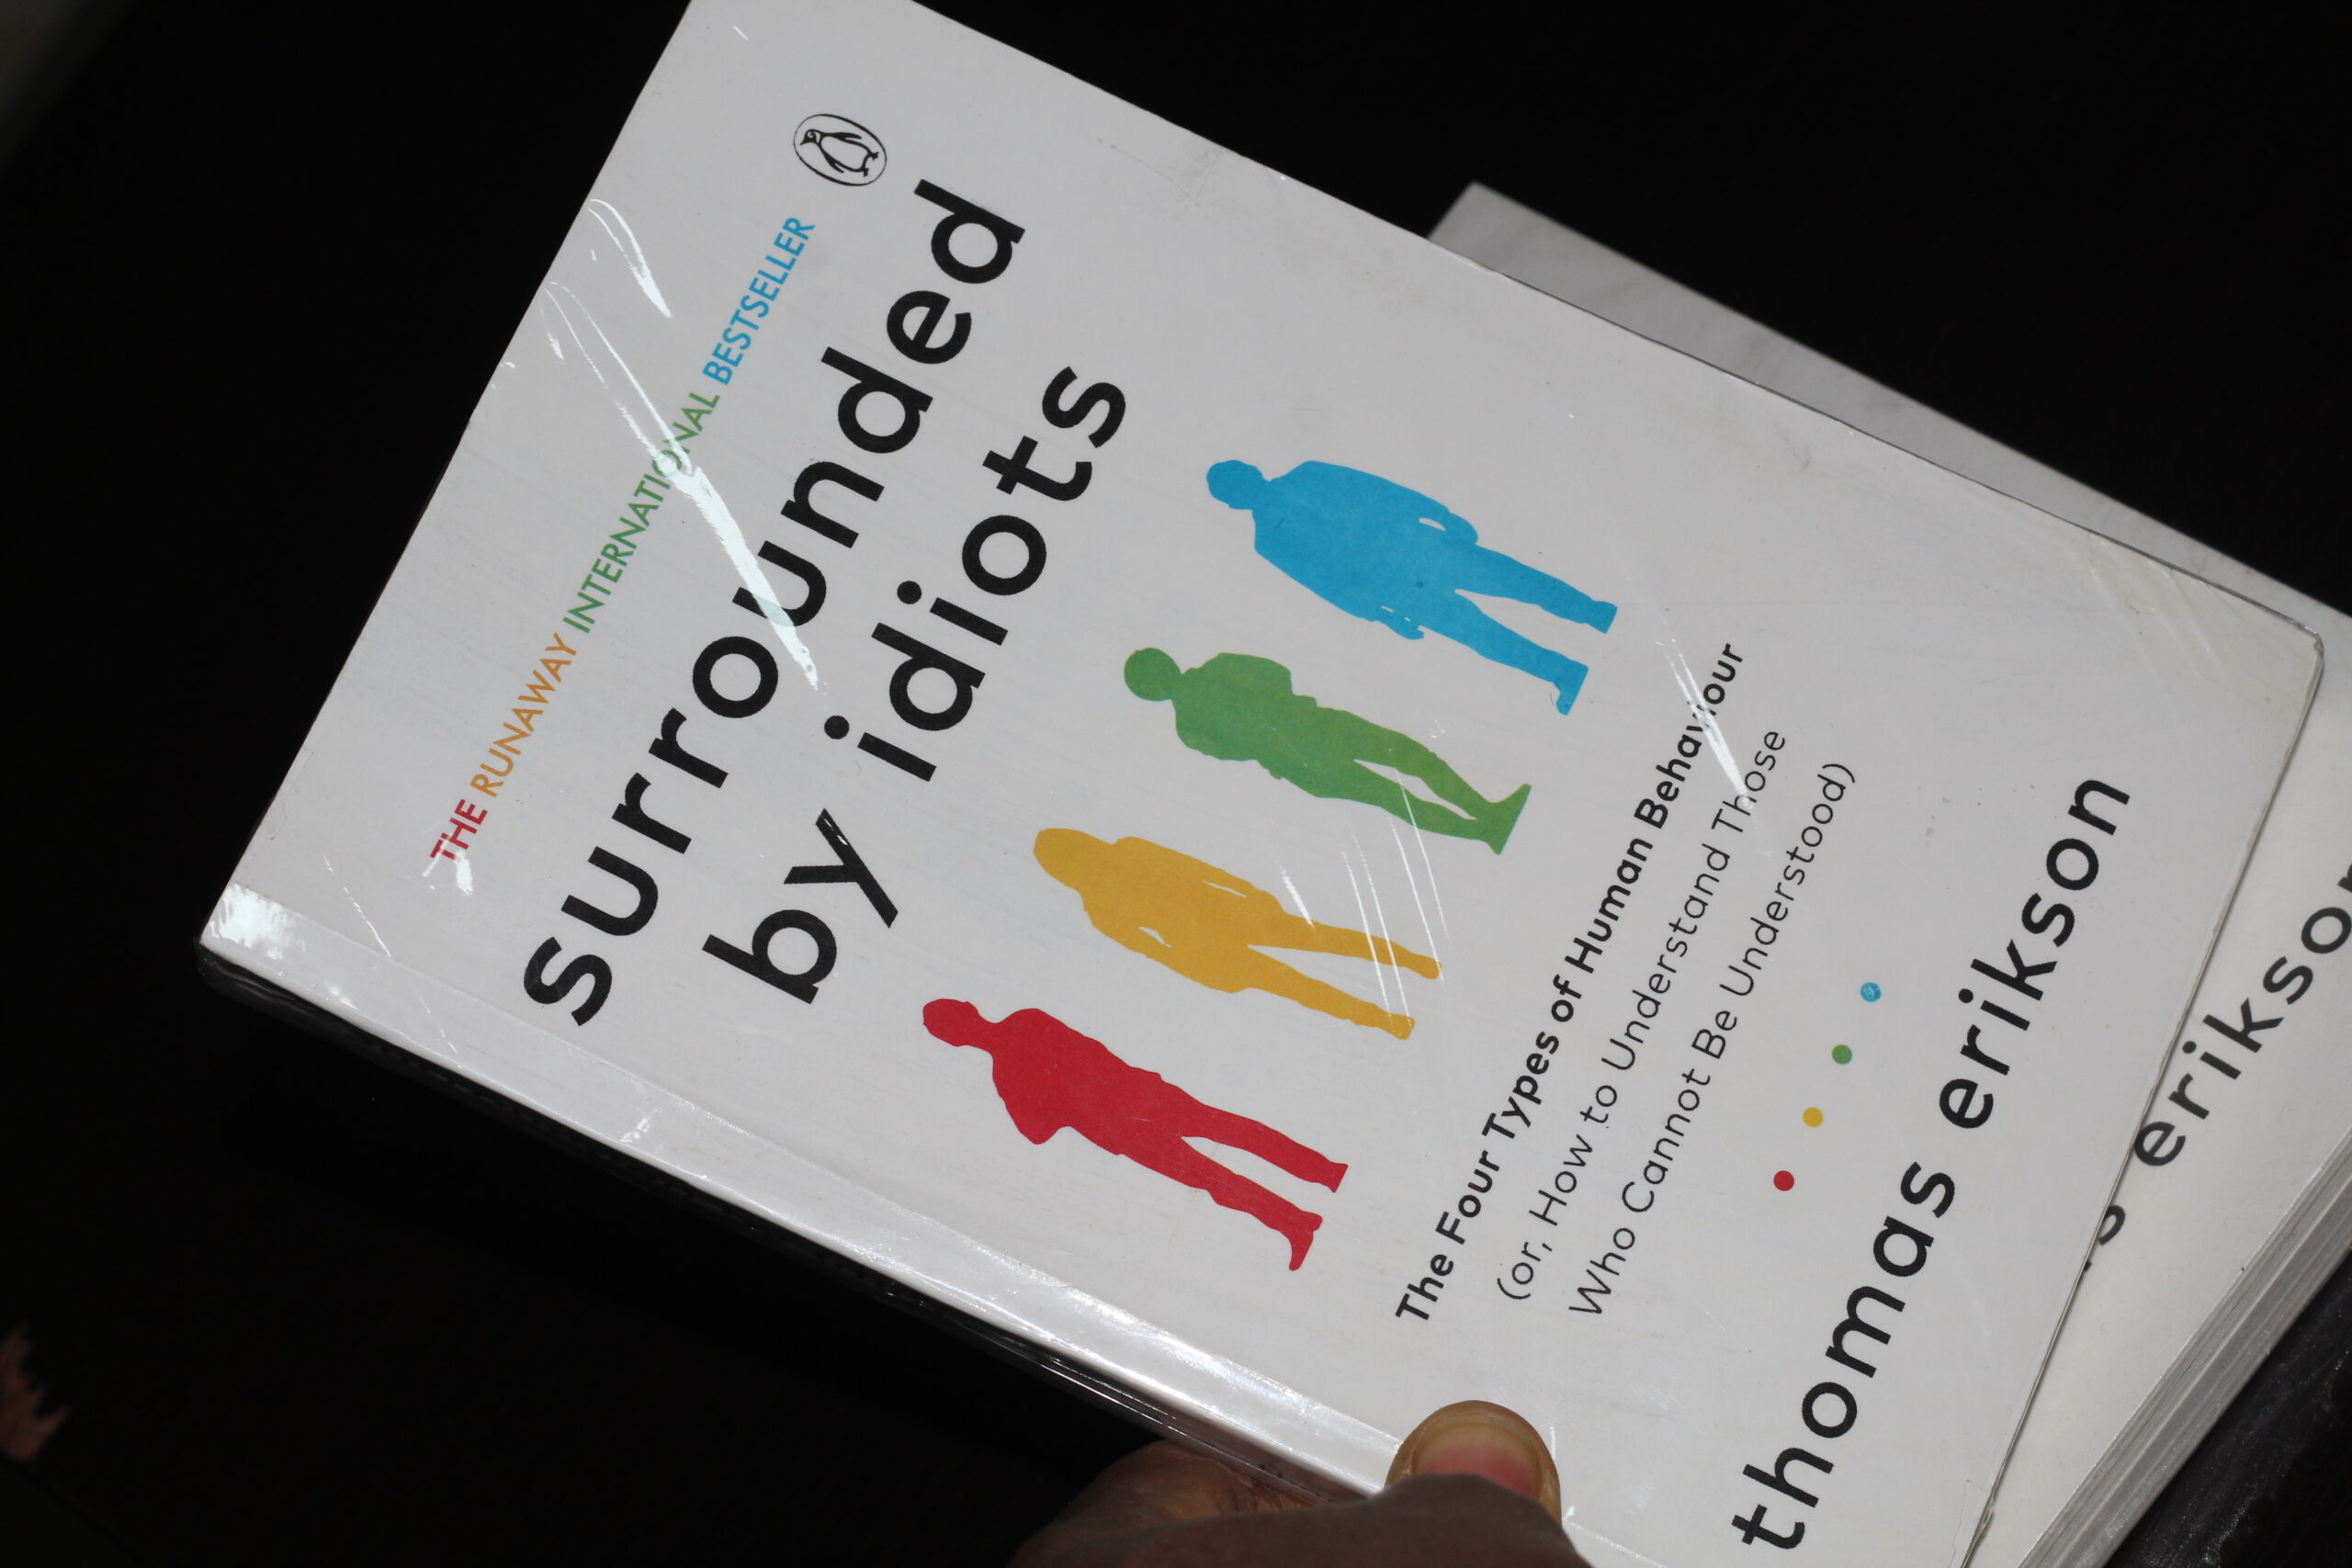 THE RUNAWAY INTERNATIONAL BESTSELLER
surrounded
by idiots
The Four Types of Human Behaviour
(or, How to Understand Those
Who Cannot Be Understood)
thomas erikson
s erikson